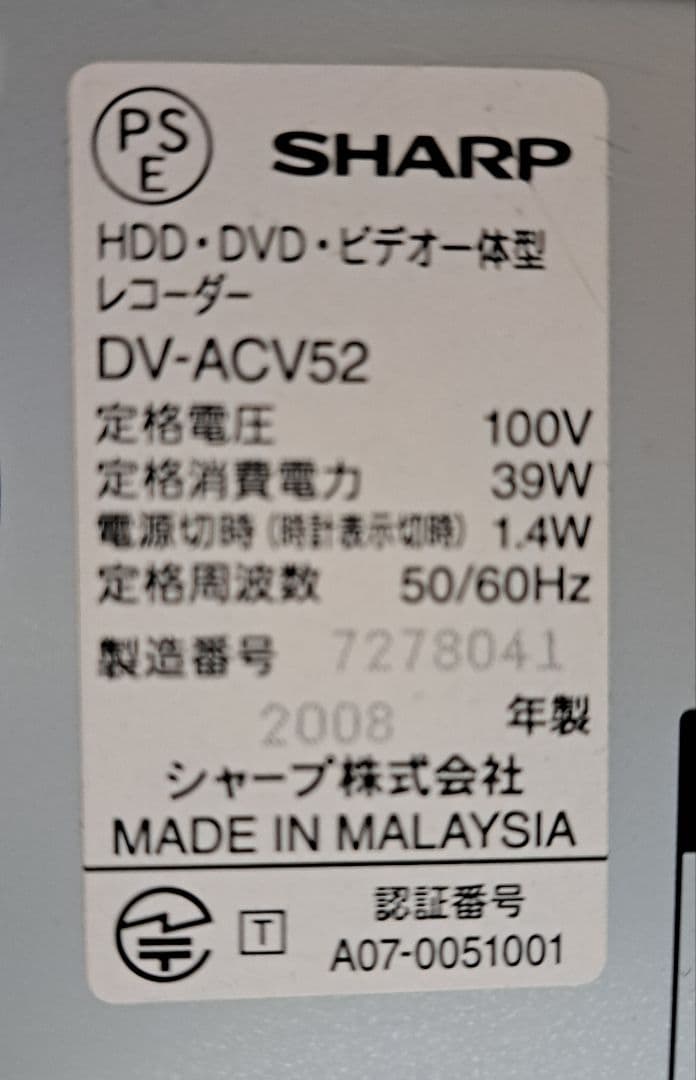 PS
E
SHARP
HDD・DVD・ビデオ一体型
レコーダー
DV-ACV52
定格電圧 100V
定格消費電力 39W
電源切時（時計表示切時） 1.4W
定格周波数 50/60Hz
製造番号 7278041
2008 年製
シャープ株式会社
MADE IN MALAYSIA
T
認証番号
A07-0051001